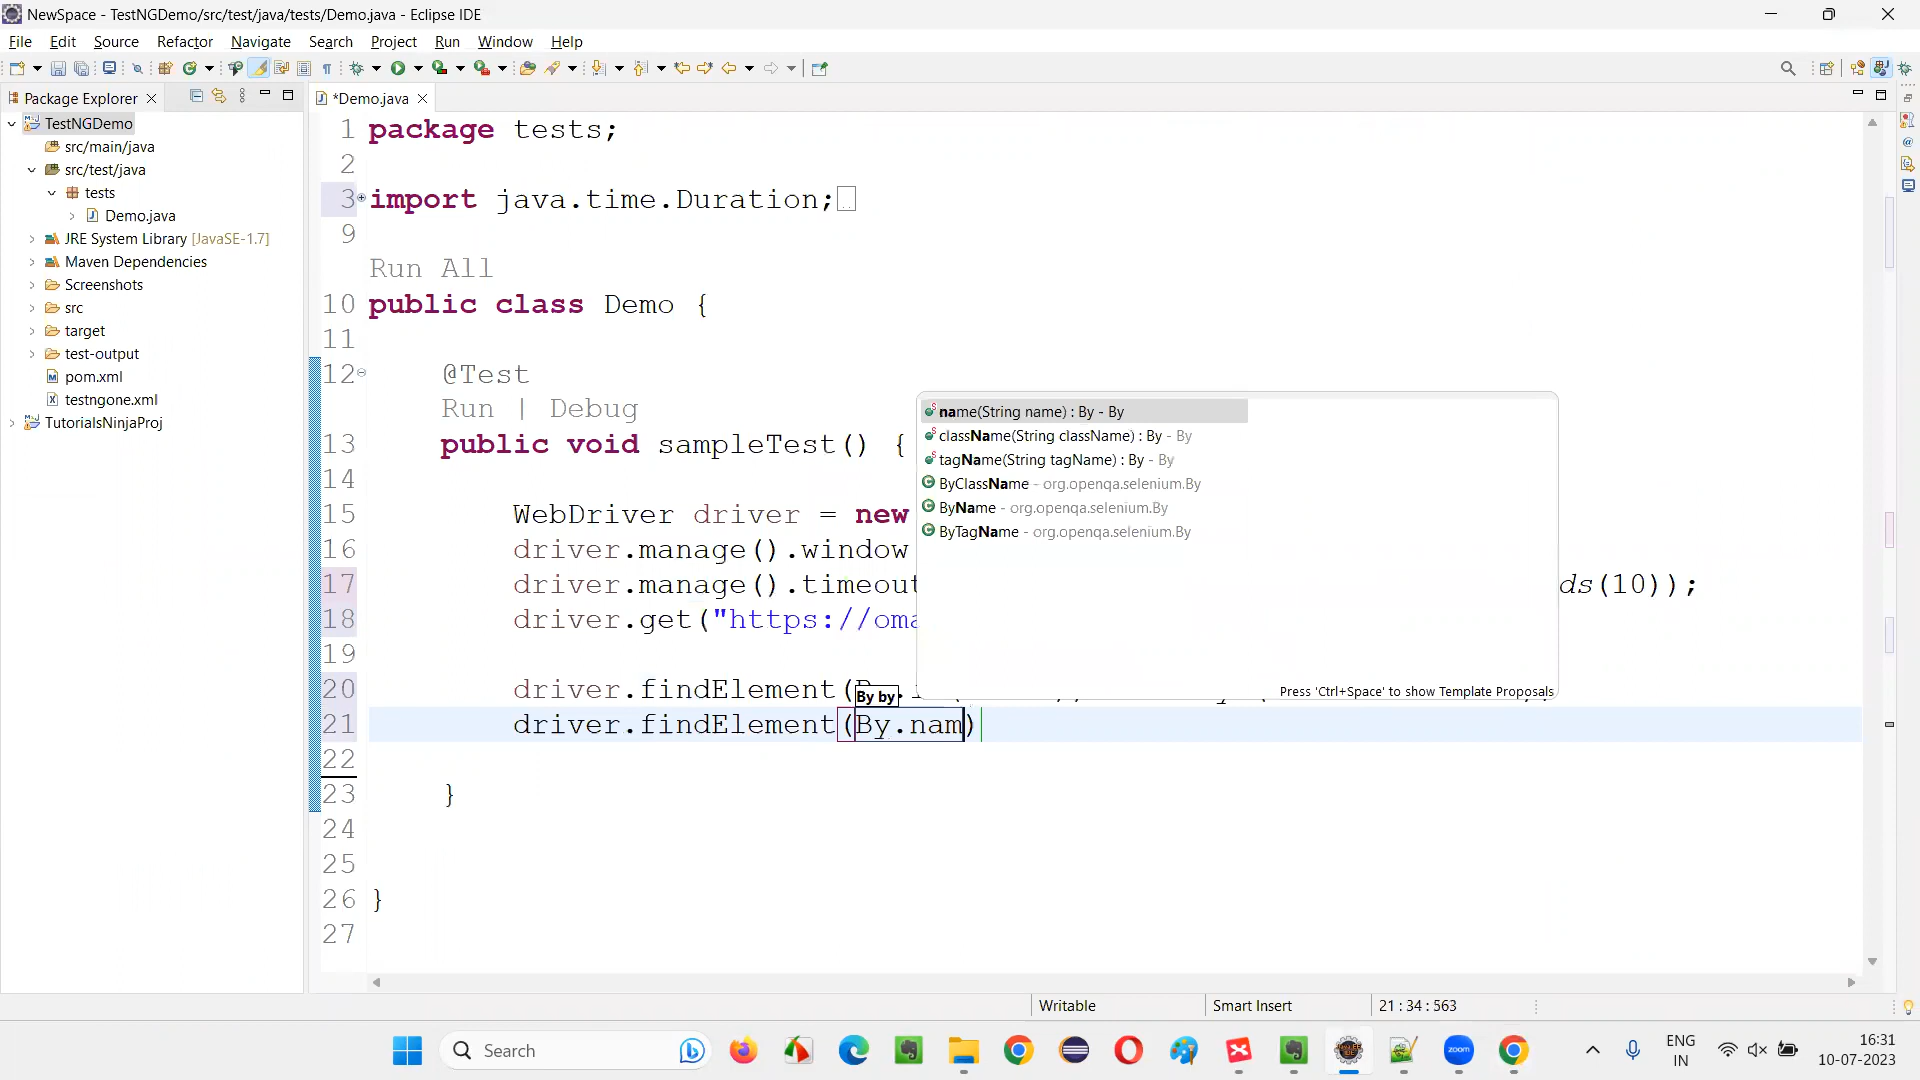 NewSpace - TestNGDemo/src/test/java/tests/Demo.java - Eclipse IDE
File Edit Source Refactor Navigate Search Project Run Window Help
Package Explorer
*Demo.java
TestNGDemo
src/main/java
src/test/java
tests
Demo.java
JRE System Library [JavaSE-1.7]
Maven Dependencies
Screenshots
src
target
test-output
pom.xml
testngone.xml
TutorialsNinjaProj
1 package tests;
2
3 import java.time.Duration;
9
Run All
10 public class Demo {
11
12 @Test
Run | Debug
13 public void sampleTest() {
14
15 WebDriver driver = new
16 driver.manage().window
17 driver.manage().timeout ds(10));
18 driver.get("https://oma
19
20 driver.findElement(
21 driver.findElement(By.nam)
22
23 }
24
25
26 }
27
name(String name) : By - By
className(String className) : By - By
tagName(String tagName) : By - By
ByClassName - org.openqa.selenium.By
ByName - org.openqa.selenium.By
ByTagName - org.openqa.selenium.By
Press 'Ctrl+Space' to show Template Proposals
By by
Writable Smart Insert 21 : 34 : 563
Search
zoom
ENG
IN
16:31
10-07-2023